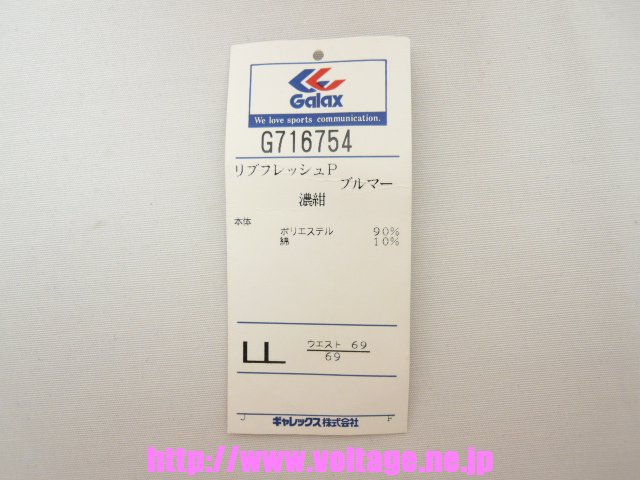 Galax
We love sports communication.
G716754
リブフレッシュP
ブルマー
濃紺
本体
ポリエステル 90%
綿 10%
LL
ウエスト 69
69
J F
ギャレックス株式会社
http://www.voltage.ne.jp